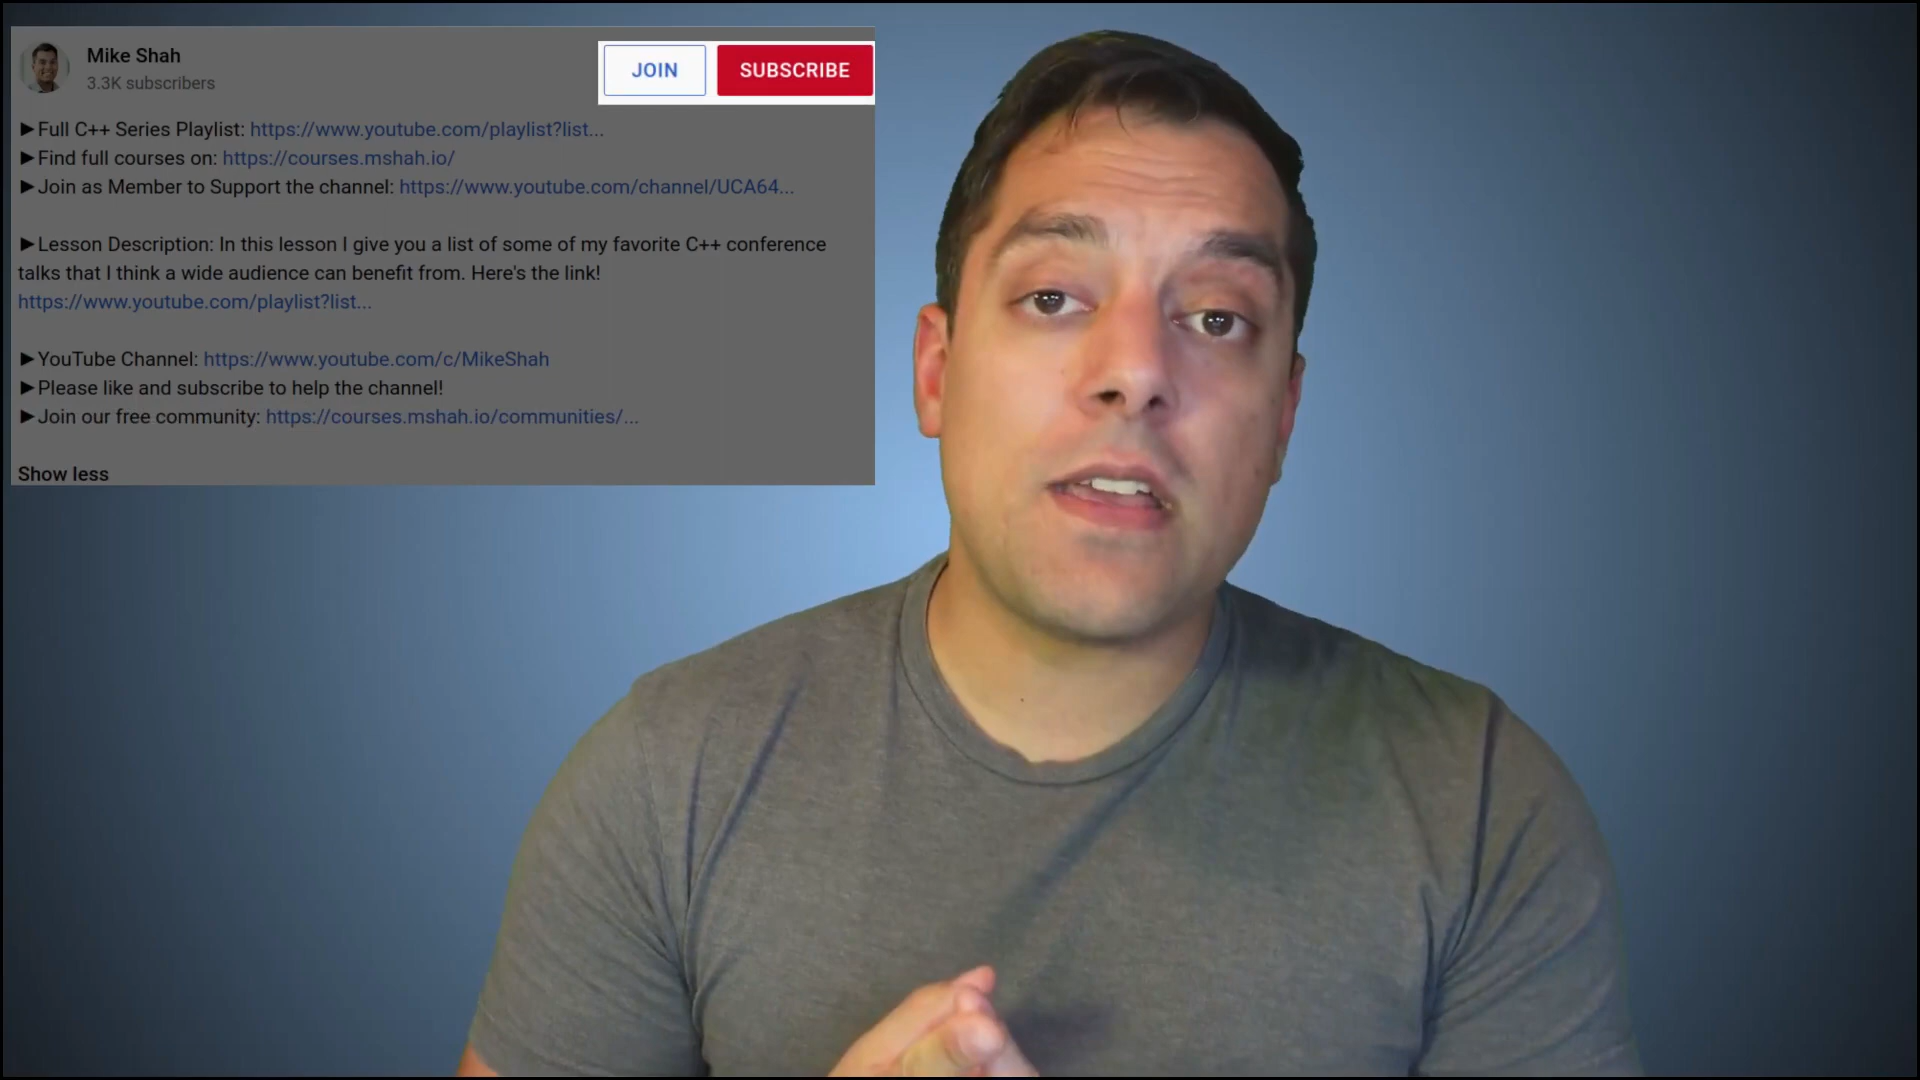 Mike Shah
3.3K subscribers
JOIN
SUBSCRIBE
►Full C++ Series Playlist: https://www.youtube.com/playlist?list...
►Find full courses on: https://courses.mshah.io/
►Join as Member to Support the channel: https://www.youtube.com/channel/UCA64...
►Lesson Description: In this lesson I give you a list of some of my favorite C++ conference
talks that I think a wide audience can benefit from. Here's the link!
https://www.youtube.com/playlist?list...
►YouTube Channel: https://www.youtube.com/c/MikeShah
►Please like and subscribe to help the channel!
►Join our free community: https://courses.mshah.io/communities/...
Show less